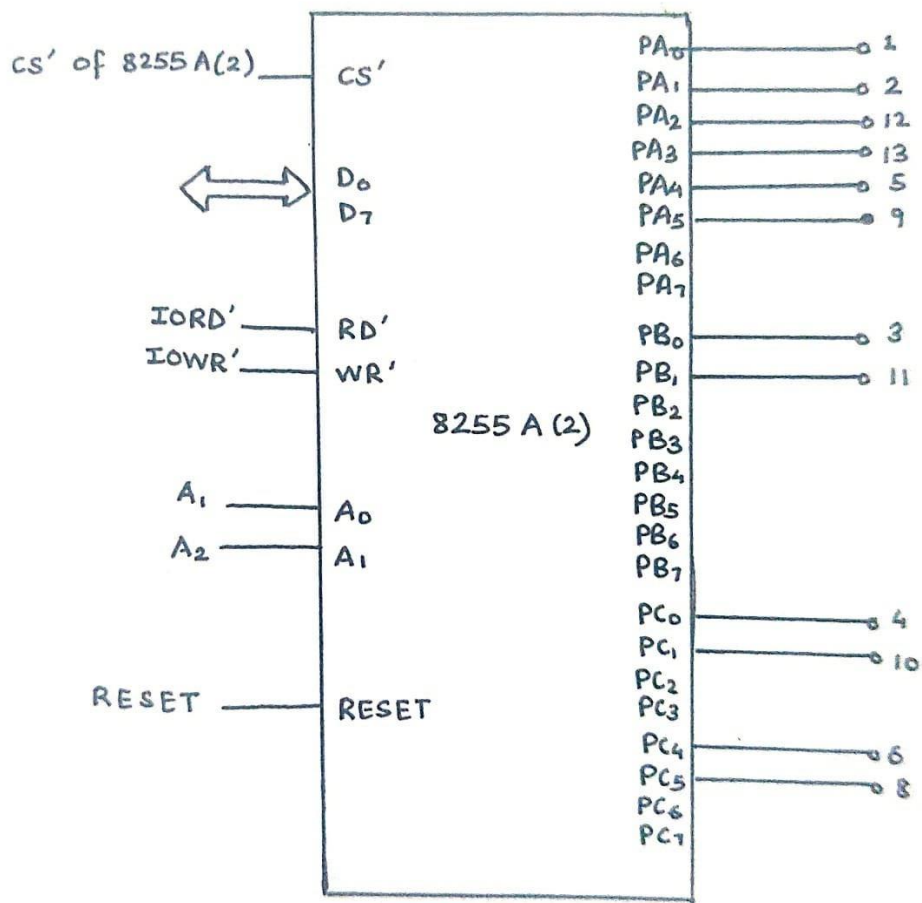 CS' of 8255 A(2) CS' PA₀ 1
PA₁ 2
PA₂ 12
PA₃ 13
D₀ PA₄ 5
D₇ PA₅ 9
PA₆
PA₇
IORD' RD' PB₀ 3
IOWR' WR' PB₁ 11
PB₂
8255 A (2) PB₃
PB₄
A₁ A₀ PB₅
PB₆
A₂ A₁ PB₇
PC₀ 4
PC₁ 10
PC₂
RESET RESET PC₃
PC₄ 6
PC₅ 8
PC₆
PC₇